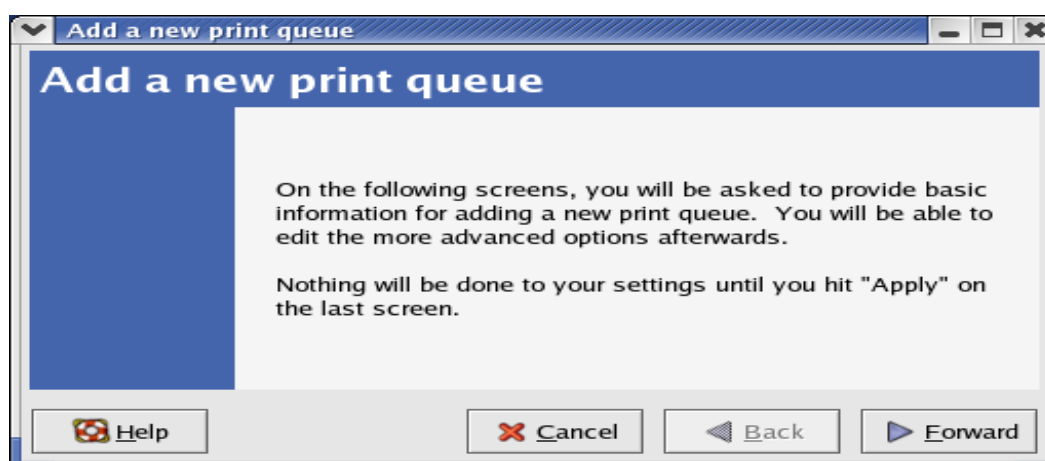 Add a new print queue
Add a new print queue
On the following screens, you will be asked to provide basic
information for adding a new print queue.  You will be able to
edit the more advanced options afterwards.
Nothing will be done to your settings until you hit "Apply" on
the last screen.
Help
Cancel
Back
Forward